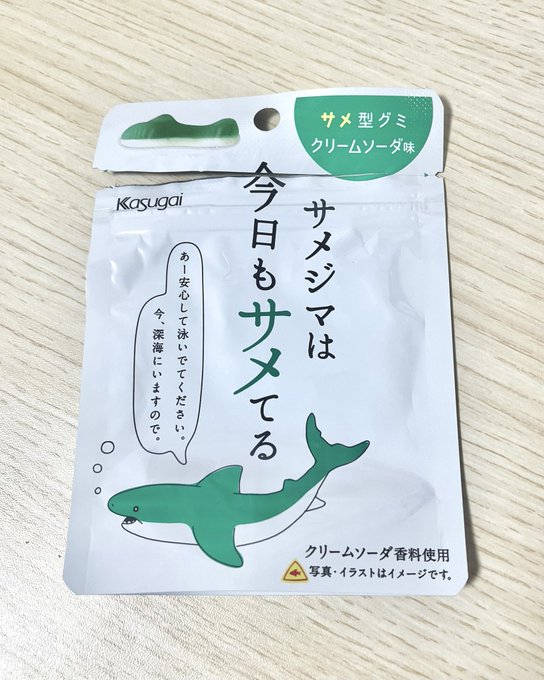 サメ型グミ
クリームソーダ味
Kasugai
サメジマは
今日もサメてる
あー安心して泳いでてください。
今、深海にいますので。
クリームソーダ香料使用
写真・イラストはイメージです。